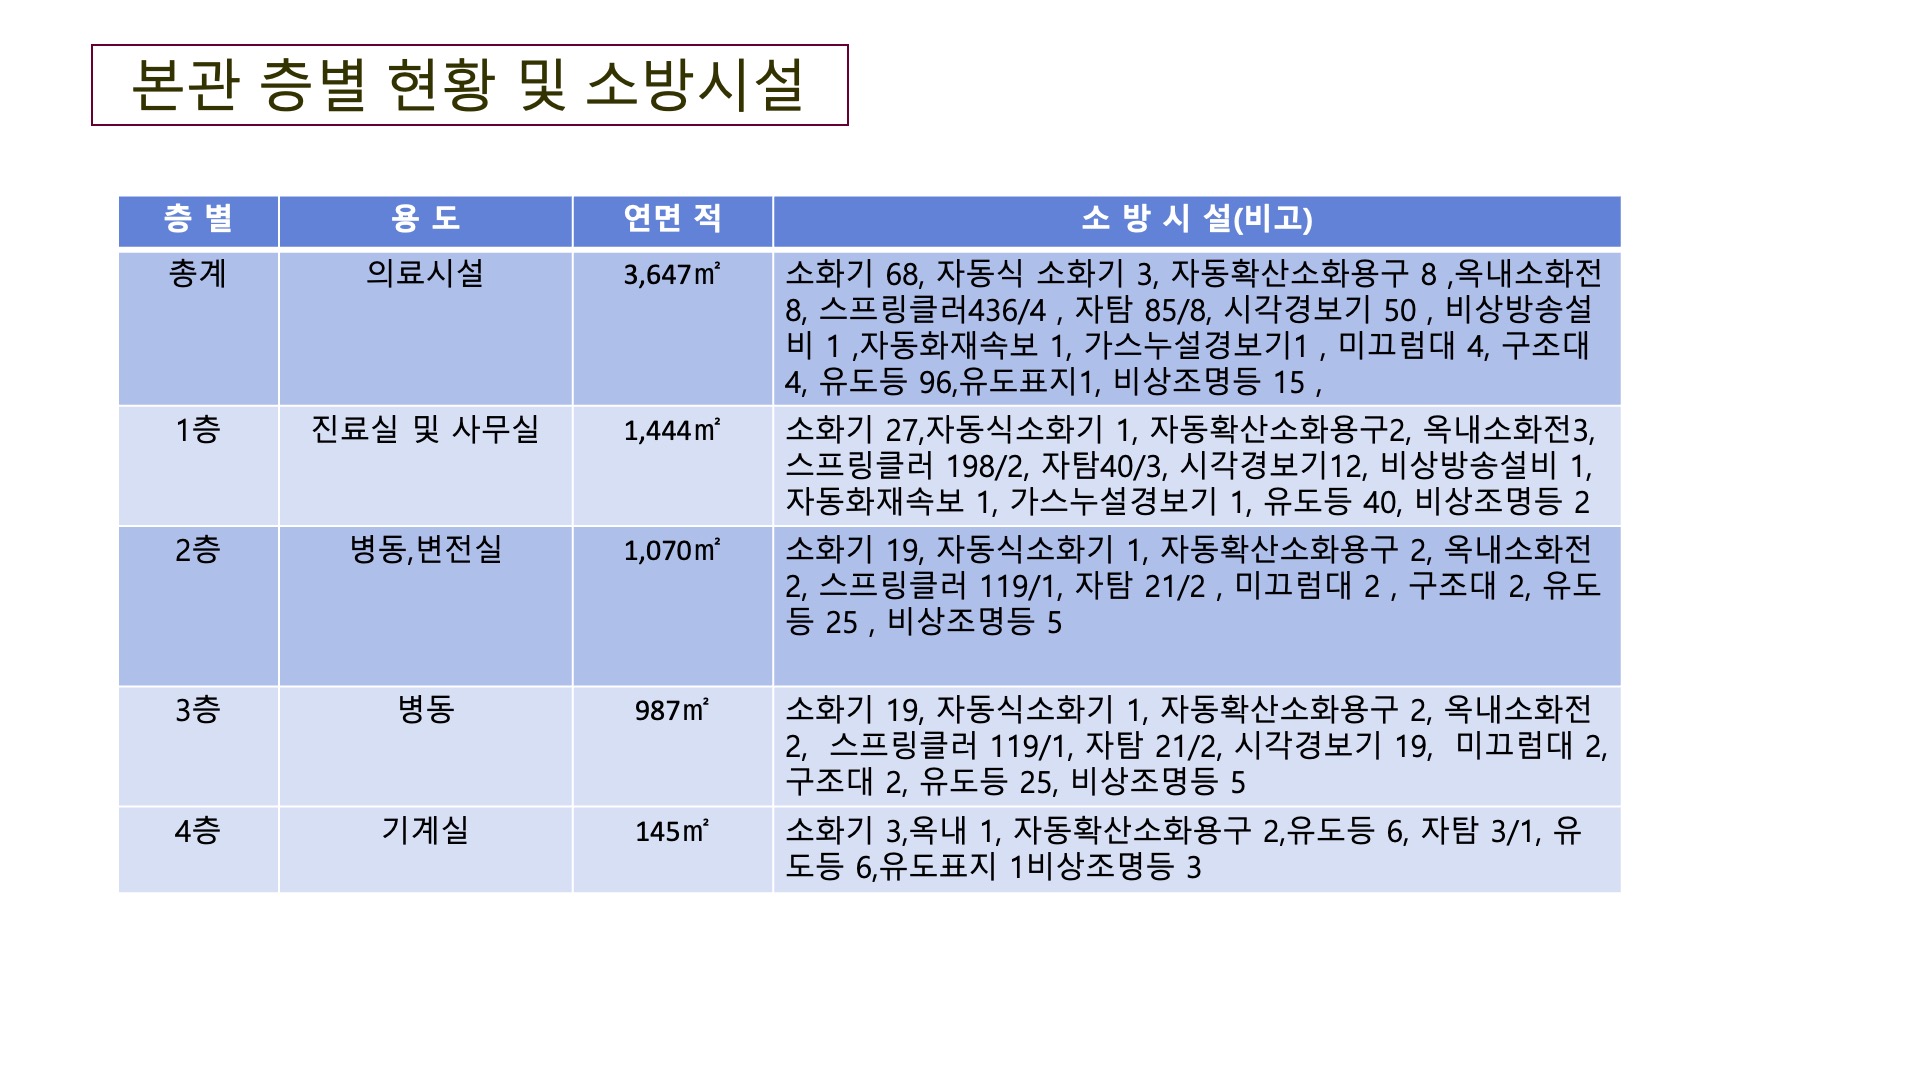 본관 층별 현황 및 소방시설
층 별 용 도 연면 적 소 방 시 설(비고)
총계 의료시설 3,647㎡ 소화기 68, 자동식 소화기 3, 자동확산소화용구 8 ,옥내소화전
8, 스프링클러436/4 , 자탐 85/8, 시각경보기 50 , 비상방송설
비 1 ,자동화재속보 1, 가스누설경보기1 , 미끄럼대 4, 구조대
4, 유도등 96,유도표지1, 비상조명등 15 ,
1층 진료실 및 사무실 1,444㎡ 소화기 27,자동식소화기 1, 자동확산소화용구2, 옥내소화전3,
스프링클러 198/2, 자탐40/3, 시각경보기12, 비상방송설비 1,
자동화재속보 1, 가스누설경보기 1, 유도등 40, 비상조명등 2
2층 병동,변전실 1,070㎡ 소화기 19, 자동식소화기 1, 자동확산소화용구 2, 옥내소화전
2, 스프링클러 119/1, 자탐 21/2 , 미끄럼대 2 , 구조대 2, 유도
등 25 , 비상조명등 5
3층 병동 987㎡ 소화기 19, 자동식소화기 1, 자동확산소화용구 2, 옥내소화전
2, 스프링클러 119/1, 자탐 21/2, 시각경보기 19, 미끄럼대 2,
구조대 2, 유도등 25, 비상조명등 5
4층 기계실 145㎡ 소화기 3,옥내 1, 자동확산소화용구 2,유도등 6, 자탐 3/1, 유
도등 6,유도표지 1비상조명등 3